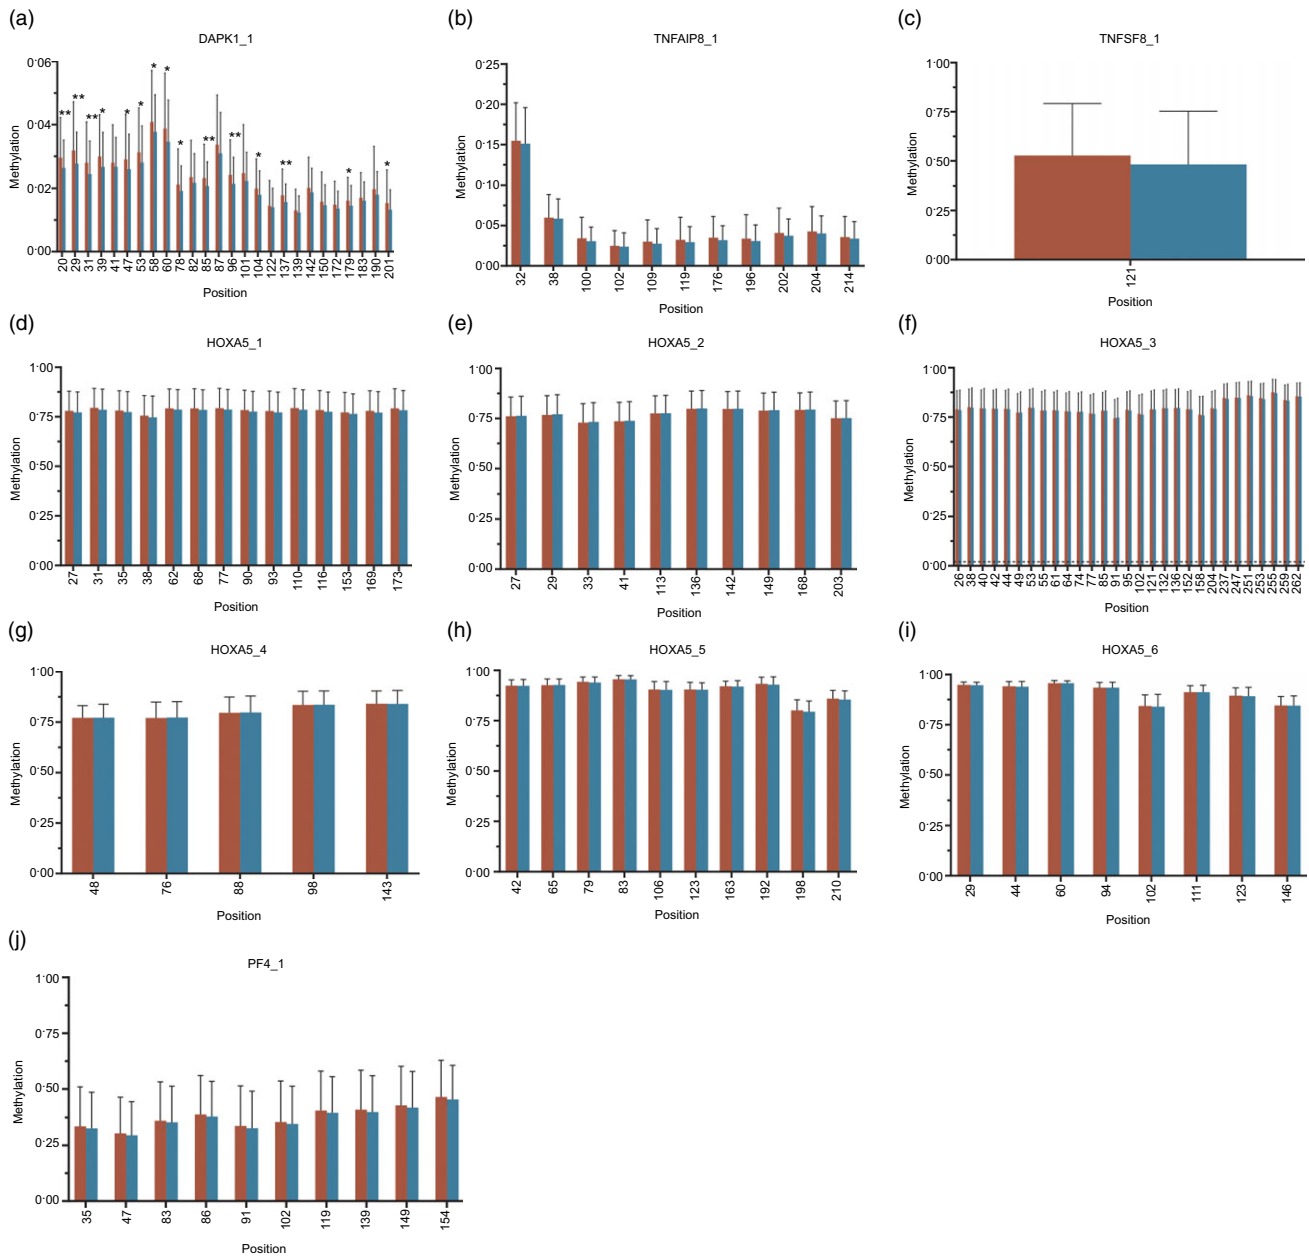 (a)
DAPK1_1
Methylation
0·06
0·04
0·02
0·00
** ** ** * * * * * * ** ** * ** * *
20 29 31 39 41 47 53 58 60 78 82 85 87 96 101 104 122 137 139 142 150 172 179 183 190 201
Position
(b)
TNFAIP8_1
Methylation
0·25
0·20
0·15
0·10
0·05
0·00
32 38 100 102 109 119 176 196 202 204 214
Position
(c)
TNFSF8_1
Methylation
1·00
0·75
0·50
0·25
0·00
121
Position
(d)
HOXA5_1
Methylation
1·00
0·75
0·50
0·25
0·00
27 31 35 38 62 68 77 90 93 110 116 153 169 173
Position
(e)
HOXA5_2
Methylation
1·00
0·75
0·50
0·25
0·00
27 29 33 41 113 136 142 149 168 203
Position
(f)
HOXA5_3
Methylation
1·00
0·75
0·50
0·25
0·00
26 38 40 42 44 49 53 55 61 64 74 77 85 91 95 102 121 132 136 152 158 204 237 247 251 253 255 259 262
Position
(g)
HOXA5_4
Methylation
1·00
0·75
0·50
0·25
0·00
48 76 88 98 143
Position
(h)
HOXA5_5
Methylation
1·00
0·75
0·50
0·25
0·00
42 65 79 83 106 123 163 192 198 210
Position
(i)
HOXA5_6
Methylation
1·00
0·75
0·50
0·25
0·00
29 44 60 94 102 111 123 146
Position
(j)
PF4_1
Methylation
1·00
0·75
0·50
0·25
0·00
35 47 83 86 91 102 119 139 149 154
Position